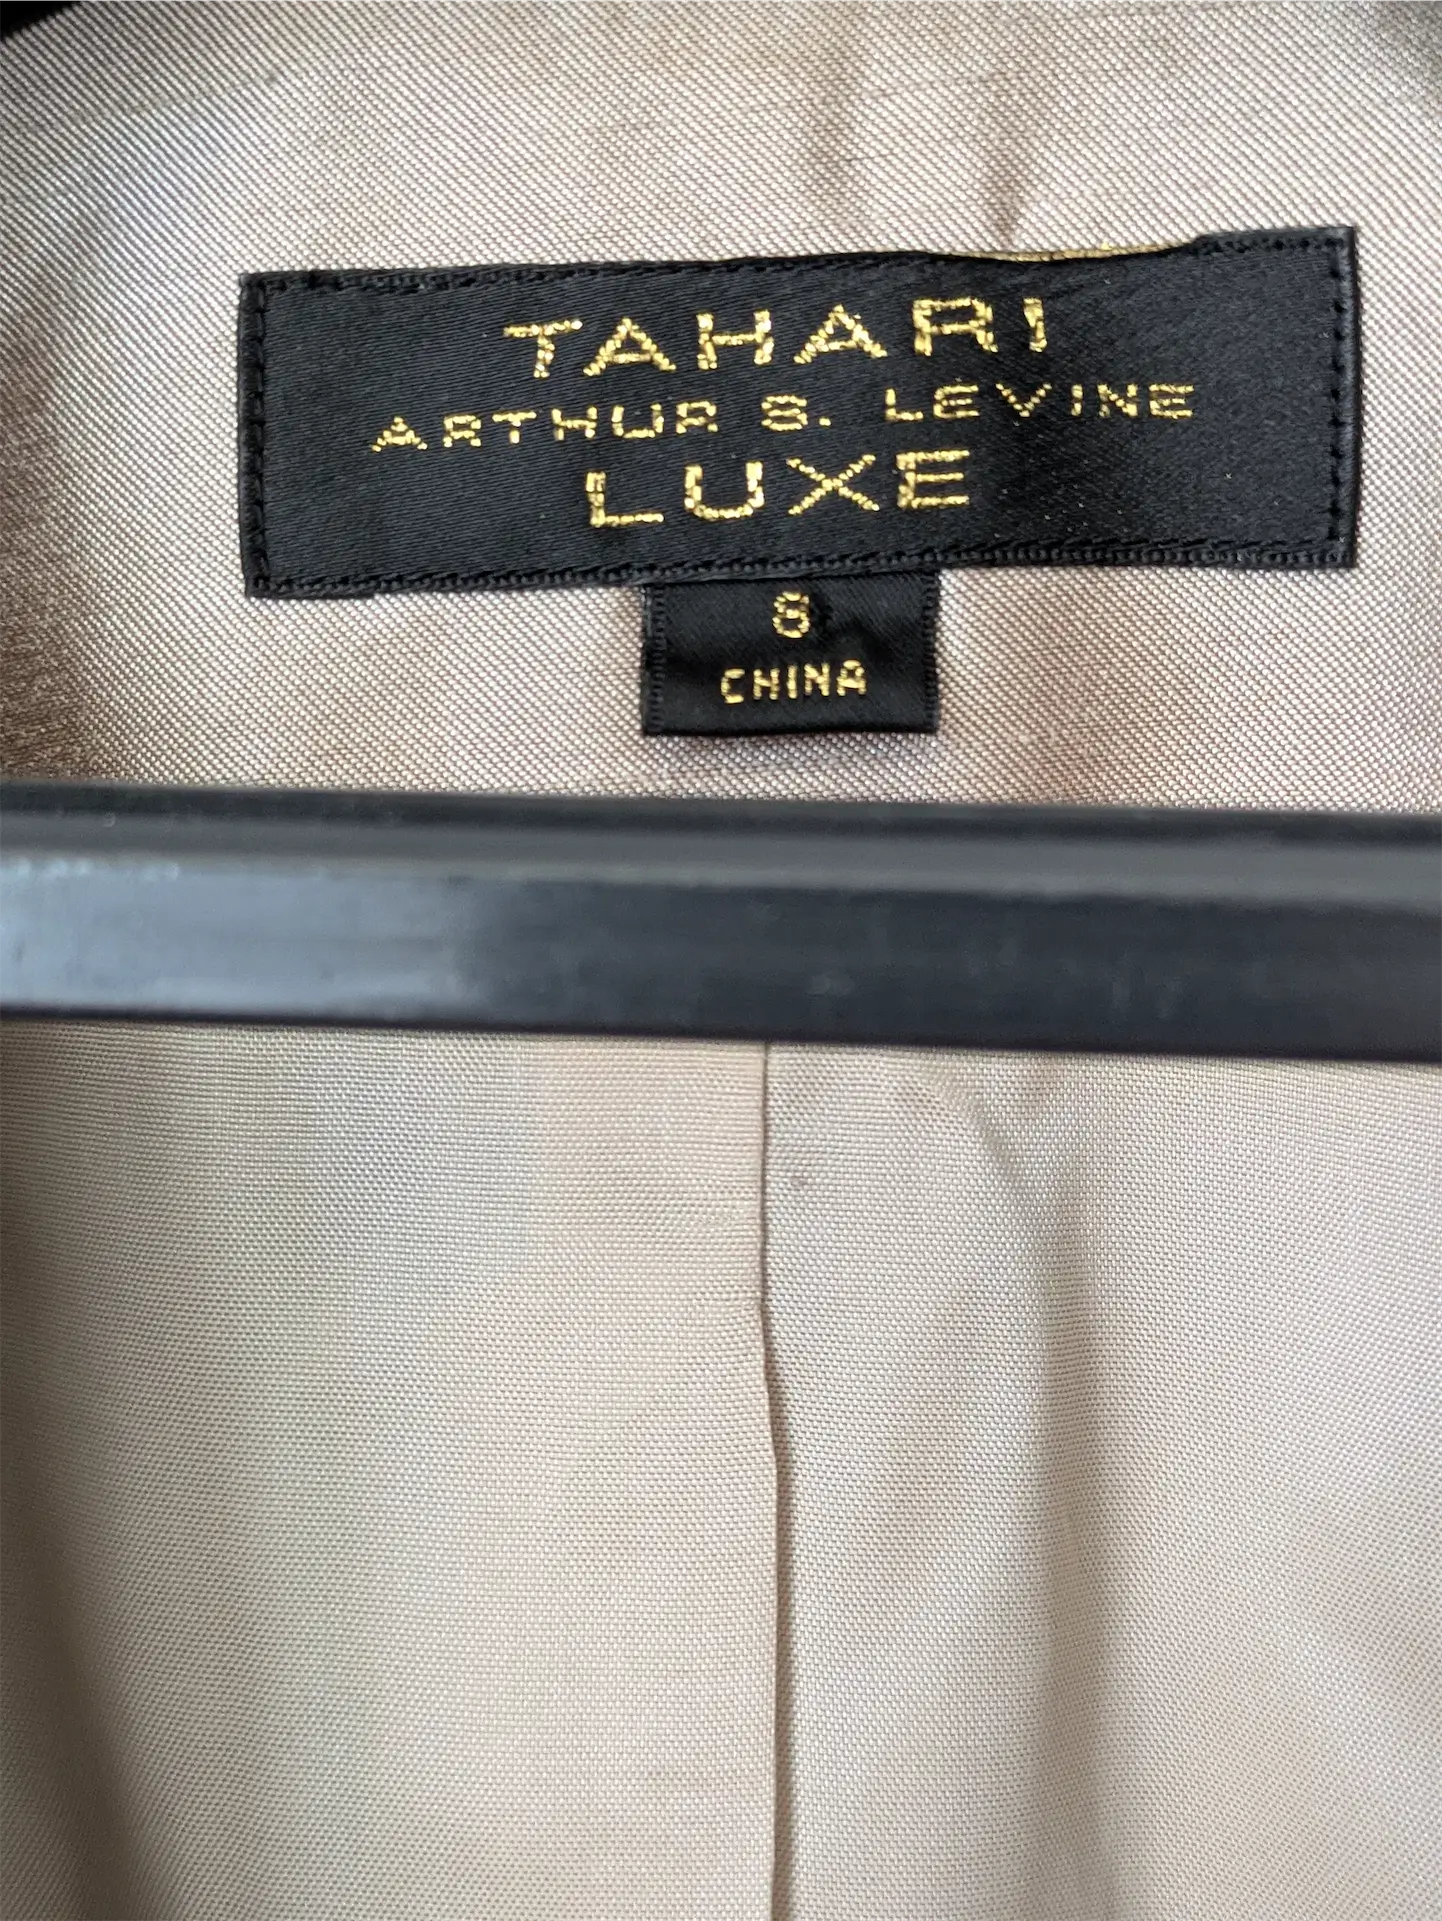 TAHARI
ARTHUR S. LEVINE
LUXE
8
CHINA